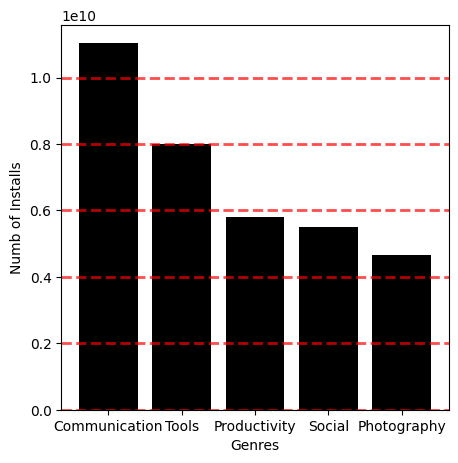 1e10
1.0
0.8
0.6
0.4
0.2
0.0
Numb of Installs
Communication Tools Productivity Social Photography
Genres